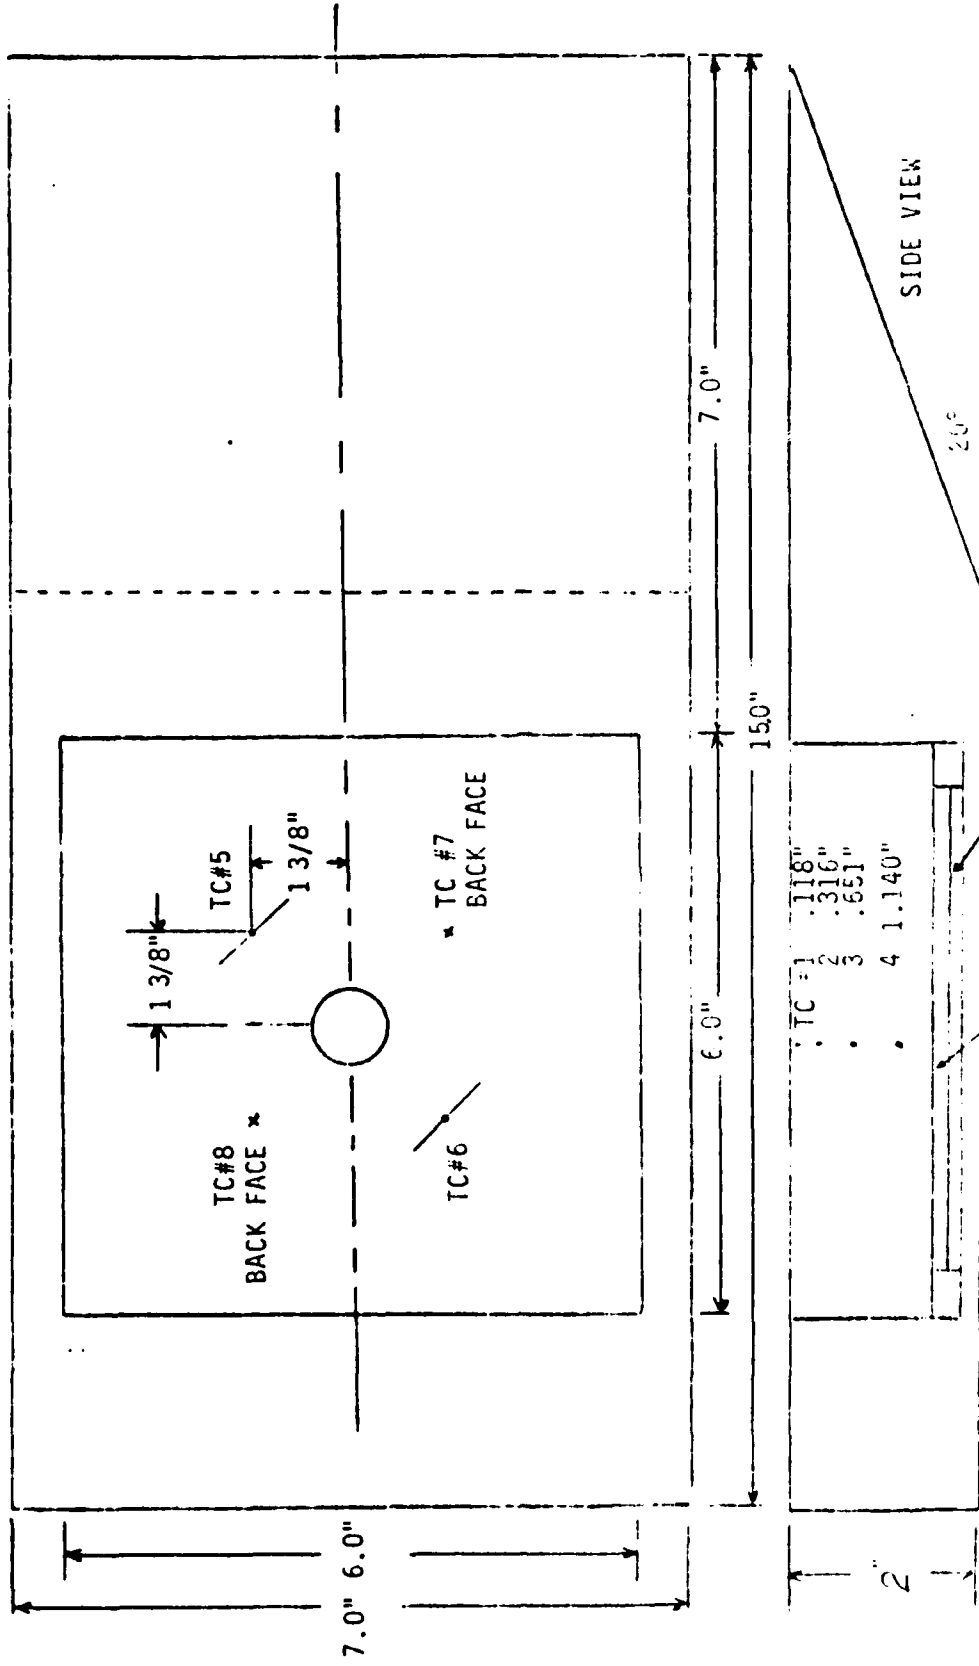 7.0"
6.0"
TC#8
BACK FACE
TC#6
1 3/8"
TC#5
1 3/8"
TC #7
BACK FACE
6.0"
7.0"
15.0"
2"
TC #1 .118"
2 .316"
3 .651"
4 1.140"
20°
SIDE VIEW